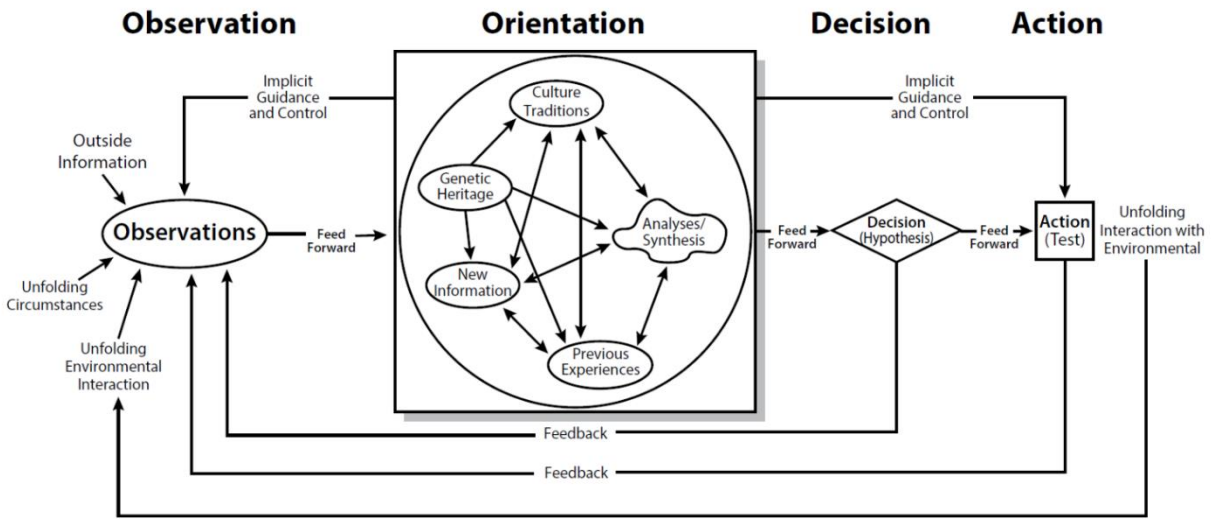 Observation
Orientation
Decision
Action
Implicit
Guidance
and Control
Outside
Information
Observations
Unfolding
Circumstances
Unfolding
Environmental
Interaction
Feed
Forward
Culture
Traditions
Genetic
Heritage
Analyses/
Synthesis
New
Information
Previous
Experiences
Feed
Forward
Decision
(Hypothesis)
Feed
Forward
Implicit
Guidance
and Control
Action
(Test)
Unfolding
Interaction with
Environmental
Feedback
Feedback